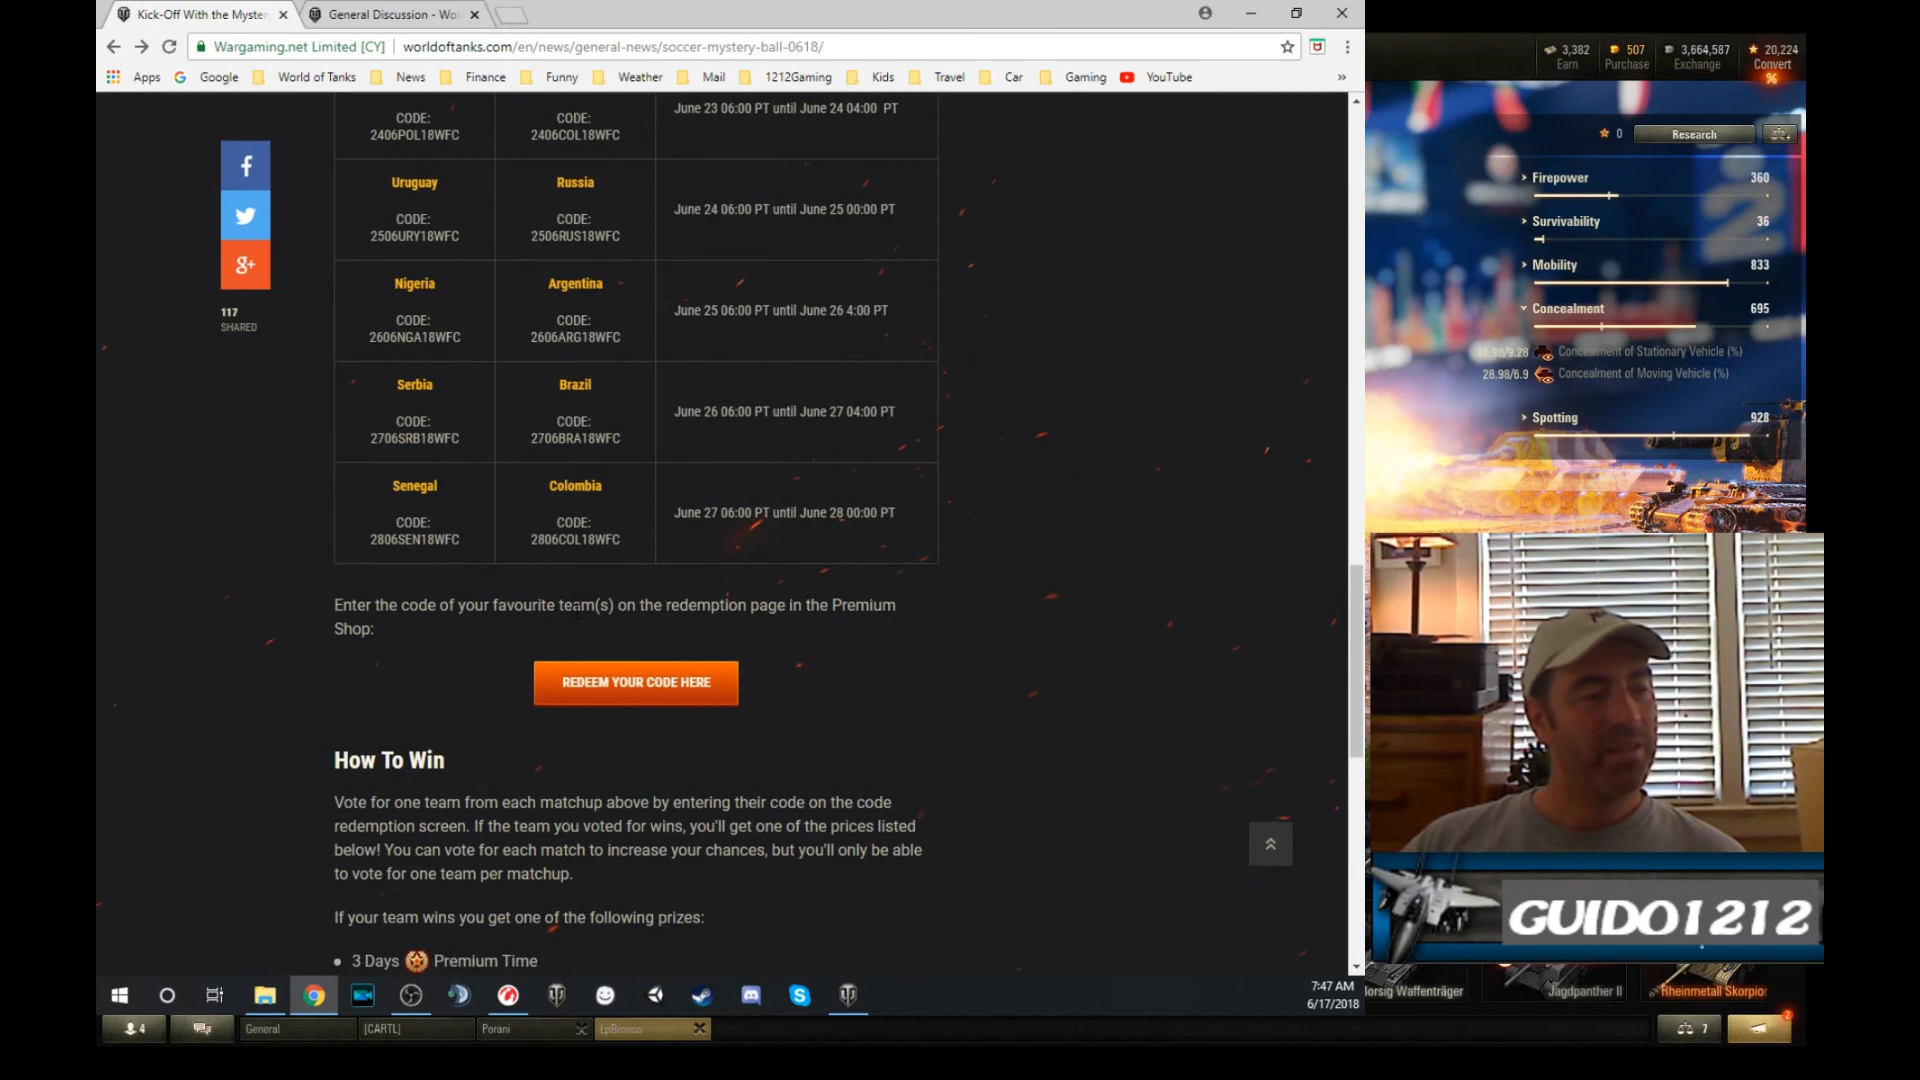 Kick-Off With the Myster
General Discussion - Wor
Wargaming.net Limited [CY]
worldoftanks.com/en/news/general-news/soccer-mystery-ball-0618/
Apps
Google
World of Tanks
News
Finance
Funny
Weather
Mail
1212Gaming
Kids
Travel
Car
Gaming
YouTube
»
3,382
507
3,664,587
20,224
Earn
Purchase
Exchange
Convert
%
0
Research
Firepower
360
Survivability
36
Mobility
833
Concealment
695
Concealment of Stationary Vehicle (%)
28.98/6.9
Concealment of Moving Vehicle (%)
Spotting
928
f
g+
117
SHARED
CODE:
2406POL18WFC
CODE:
2406COL18WFC
June 23 06:00 PT until June 24 04:00 PT
Uruguay
CODE:
2506URY18WFC
Russia
CODE:
2506RUS18WFC
June 24 06:00 PT until June 25 00:00 PT
Nigeria
CODE:
2606NGA18WFC
Argentina
CODE:
2606ARG18WFC
June 25 06:00 PT until June 26 4:00 PT
Serbia
CODE:
2706SRB18WFC
Brazil
CODE:
2706BRA18WFC
June 26 06:00 PT until June 27 04:00 PT
Senegal
CODE:
2806SEN18WFC
Colombia
CODE:
2806COL18WFC
June 27 06:00 PT until June 28 00:00 PT
Enter the code of your favourite team(s) on the redemption page in the Premium
Shop:
REDEEM YOUR CODE HERE
How To Win
Vote for one team from each matchup above by entering their code on the code
redemption screen. If the team you voted for wins, you'll get one of the prices listed
below! You can vote for each match to increase your chances, but you'll only be able
to vote for one team per matchup.
If your team wins you get one of the following prizes:
3 Days Premium Time
GUIDO1212
Waffenträger
Jagdpanther II
Rheinmetall Skorpion
7:47 AM
6/17/2018
4
General
[CARTL]
Porani
LpBronco
7
2